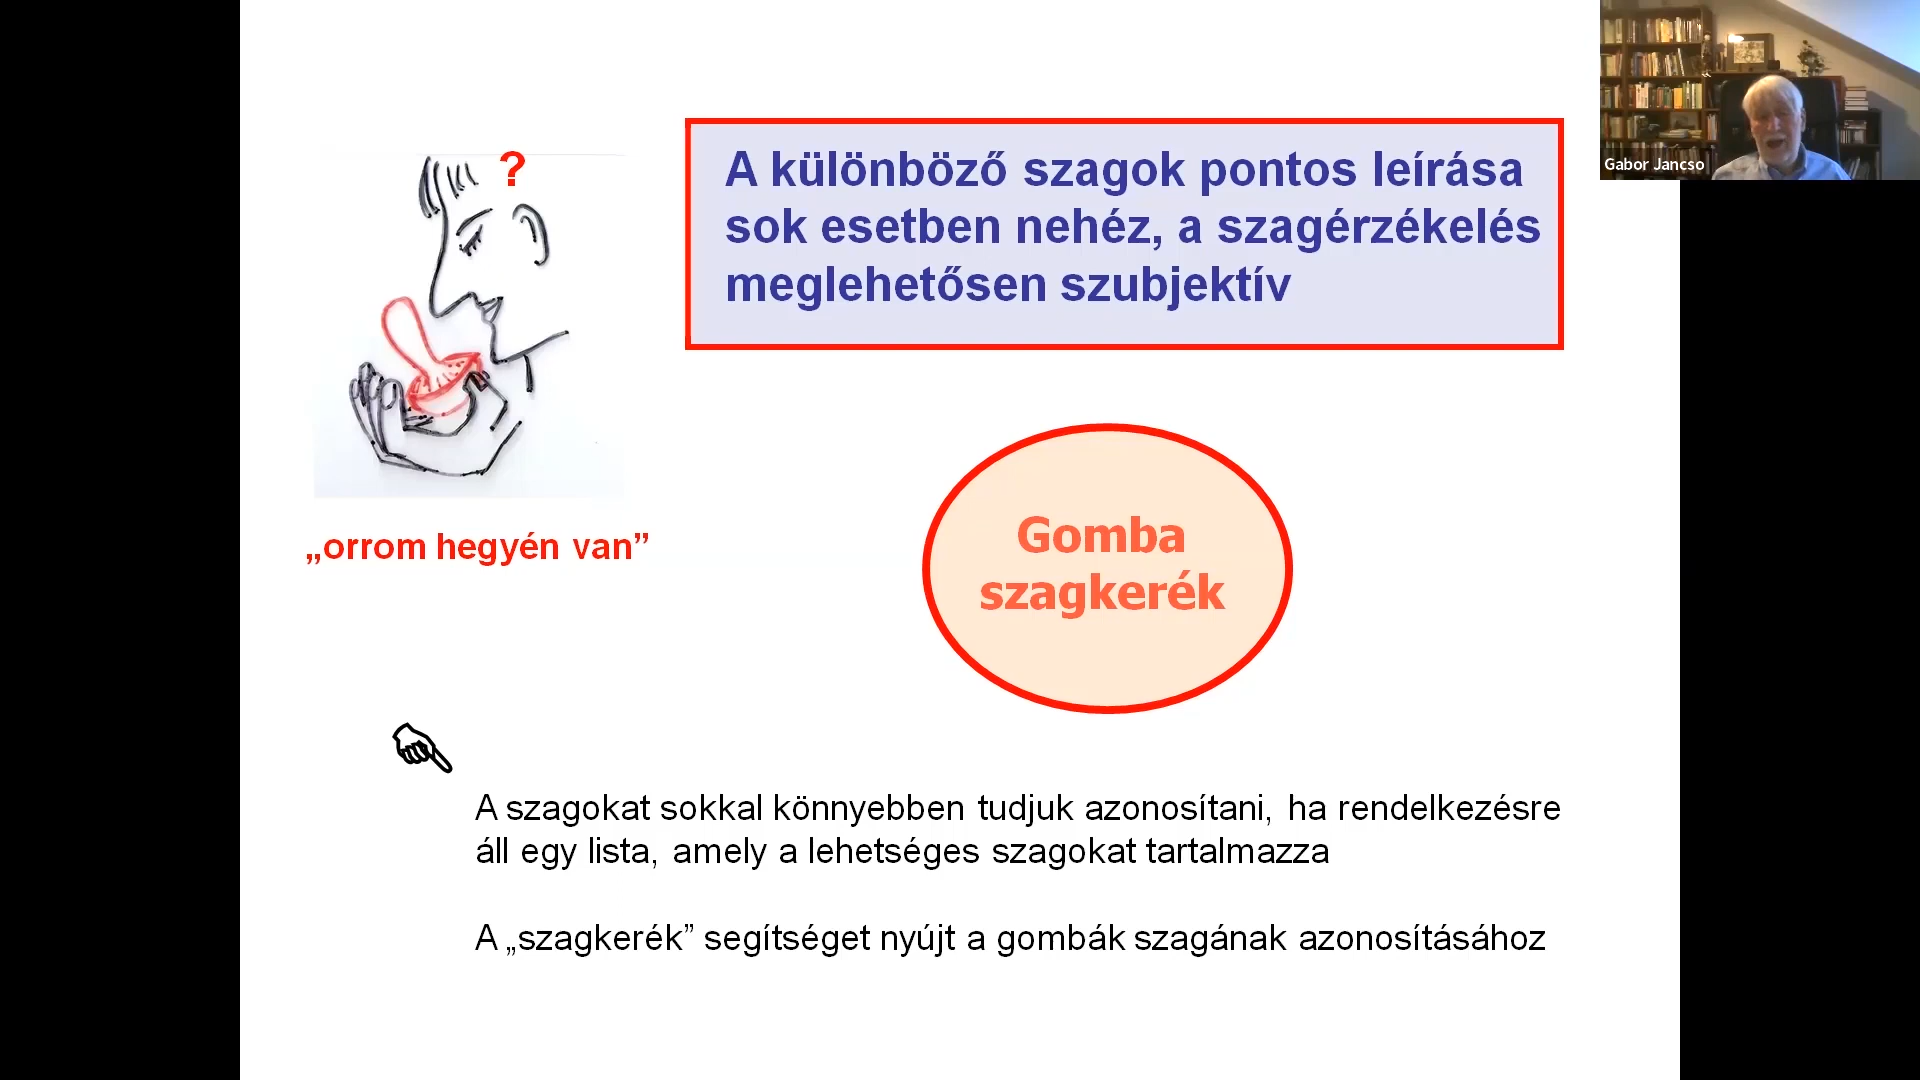 ?
A különböző szagok pontos leírása
sok esetben nehéz, a szagérzékelés
meglehetősen szubjektív
Gabor Jancso
„orrom hegyén van”
Gomba
szagkerék
A szagokat sokkal könnyebben tudjuk azonosítani, ha rendelkezésre
áll egy lista, amely a lehetséges szagokat tartalmazza
A „szagkerék” segítséget nyújt a gombák szagának azonosításához